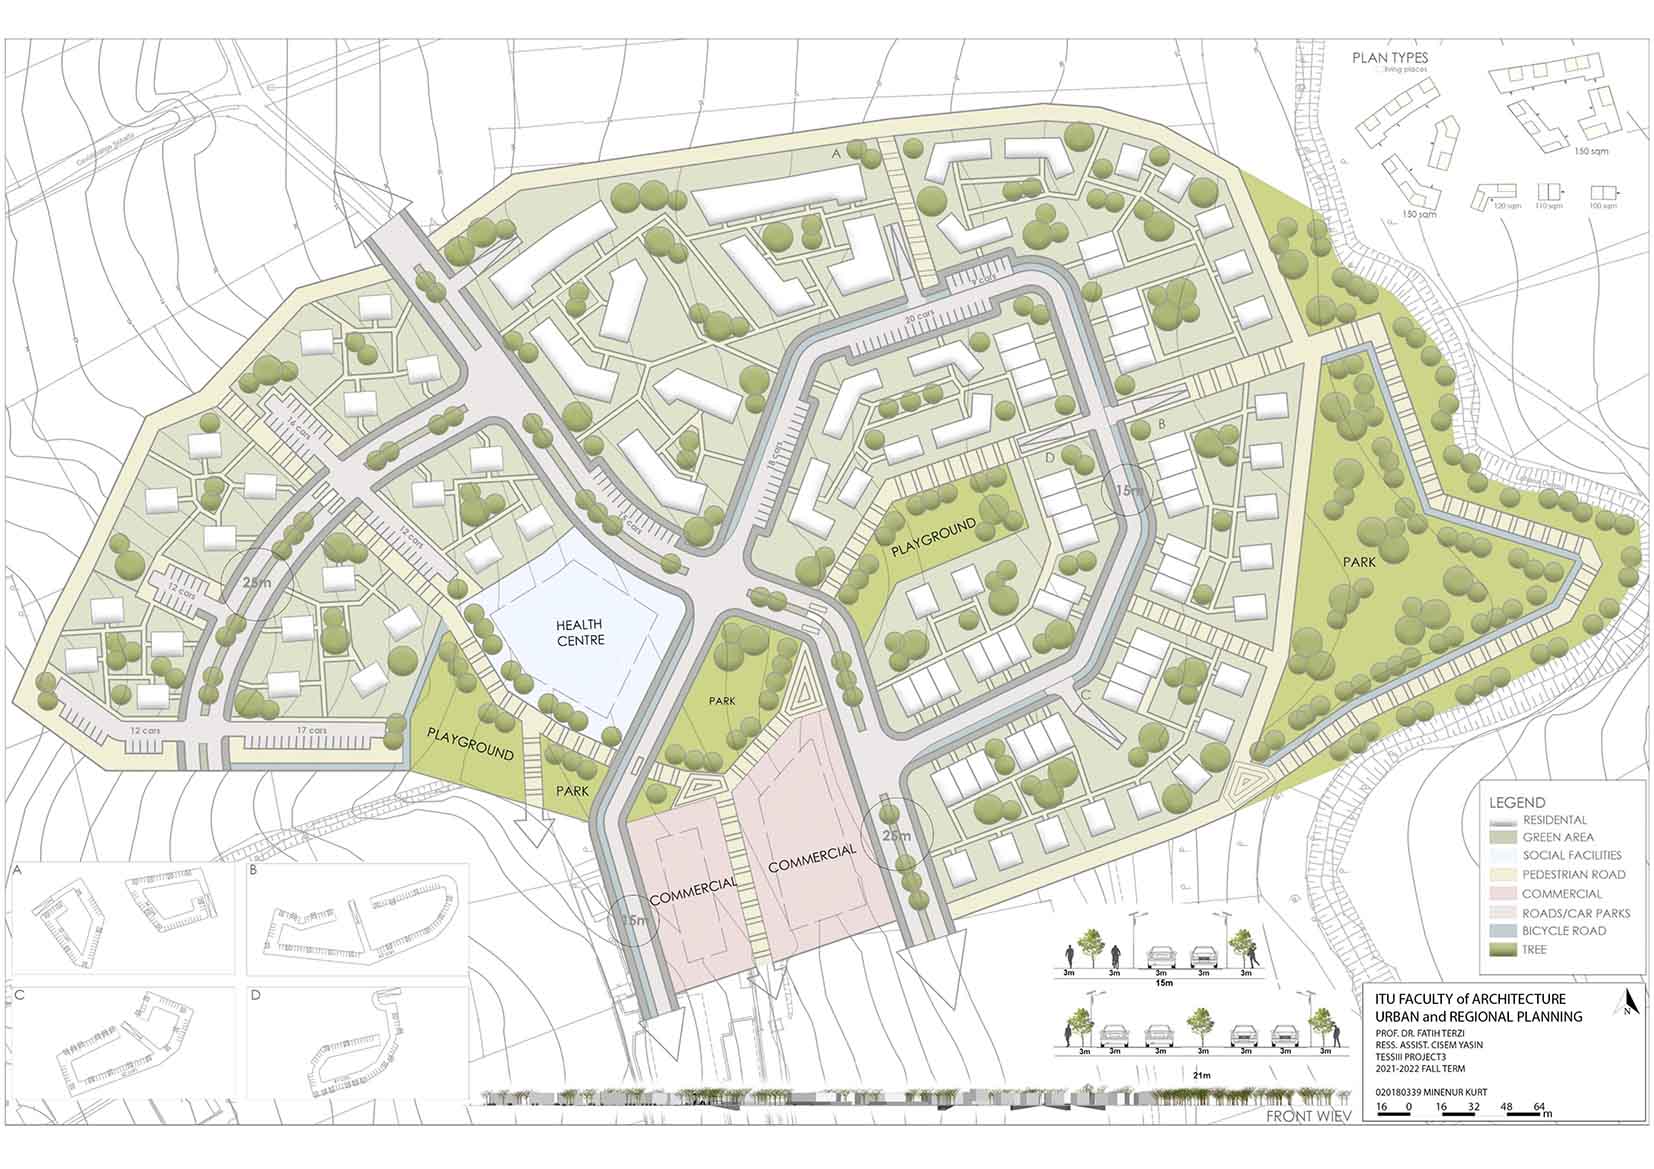 PLAN TYPES
living places
150 sqm
150 sqm
120 sqm
110 sqm
100 sqm
A
9 cars
20 cars
16 cars
18 cars
B
D
15m
12 cars
PLAYGROUND
PARK
25m
12 cars
HEALTH
CENTRE
C
PARK
12 cars
17 cars
PLAYGROUND
PARK
25m
COMMERCIAL
COMMERCIAL
15m
LEGEND
RESIDENTAL
GREEN AREA
SOCIAL FACILITIES
PEDESTRIAN ROAD
COMMERCIAL
ROADS/CAR PARKS
BICYCLE ROAD
TREE
A
B
C
D
3m 3m 3m 3m 3m
15m
3m 3m 3m 3m 3m 3m 3m
21m
FRONT WIEV
ITU FACULTY of ARCHITECTURE
URBAN and REGIONAL PLANNING
PROF. DR. FATIH TERZI
RESS. ASSIST. CISEM YAŞIN
TESSIII PROJECT3
2021-2022 FALL TERM
020180339 MINENUR KURT
16 0 16 32 48 64 m
N